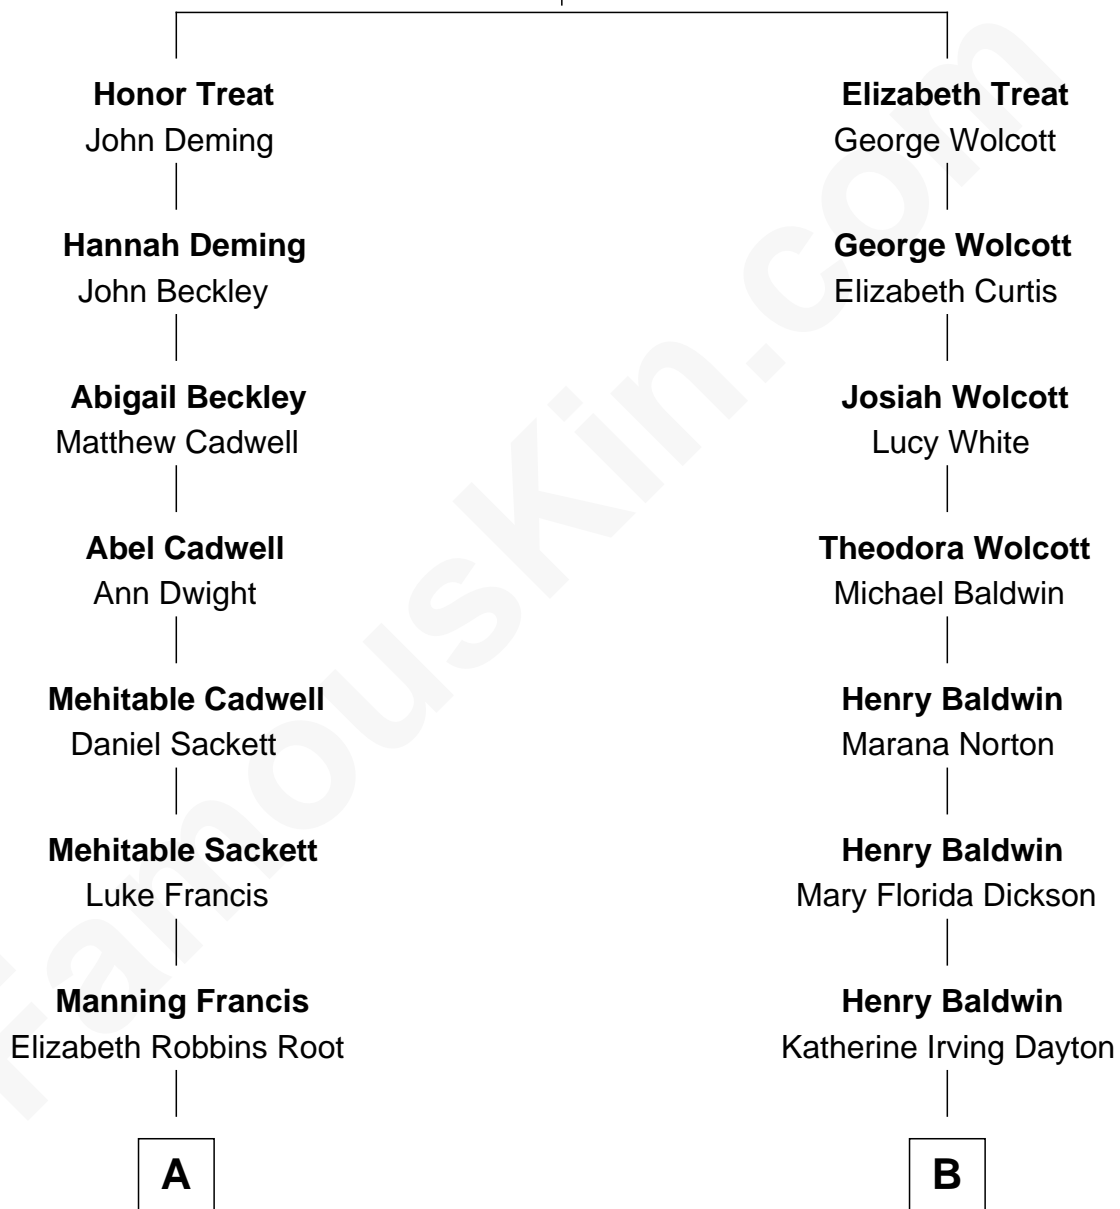 Honor Treat
John Deming
Elizabeth Treat
George Wolcott
Hannah Deming
John Beckley
George Wolcott
Elizabeth Curtis
Abigail Beckley
Matthew Cadwell
Josiah Wolcott
Lucy White
Abel Cadwell
Ann Dwight
Theodora Wolcott
Michael Baldwin
Mehitable Cadwell
Daniel Sackett
Henry Baldwin
Marana Norton
Mehitable Sackett
Luke Francis
Henry Baldwin
Mary Florida Dickson
Manning Francis
Elizabeth Robbins Root
Henry Baldwin
Katherine Irving Dayton
A
B
FamousKin.com